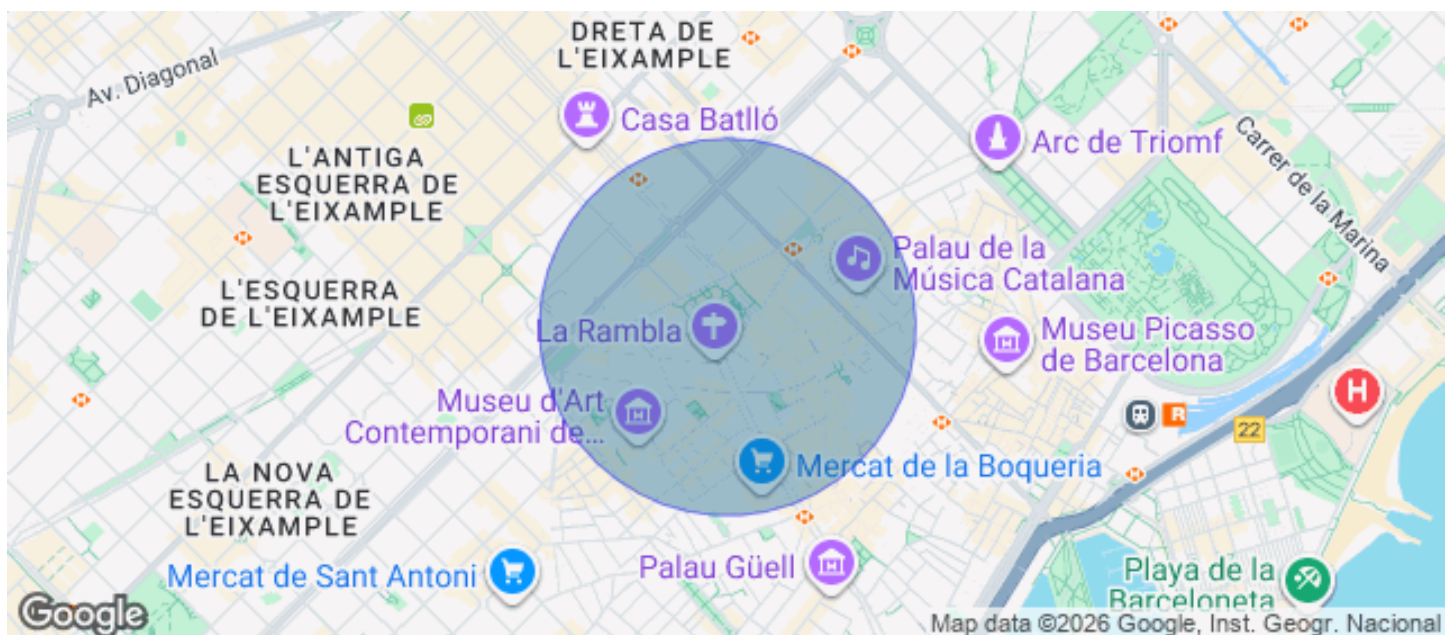 DRETA DE
L'EIXAMPLE
Av. Diagonal
Casa Batlló
Arc de Triomf
Carrer de la Marina
L'ANTIGA
ESQUERRA DE
L'EIXAMPLE
Palau de la
Música Catalana
L'ESQUERRA
DE L'EIXAMPLE
La Rambla
Museu Picasso
de Barcelona
H
Museu d'Art
Contemporani de...
R
22
Mercat de la Boqueria
LA NOVA
ESQUERRA DE
L'EIXAMPLE
Mercat de Sant Antoni
Palau Güell
Playa de la
Barceloneta
Google
Map data ©2026 Google, Inst. Geogr. Nacional